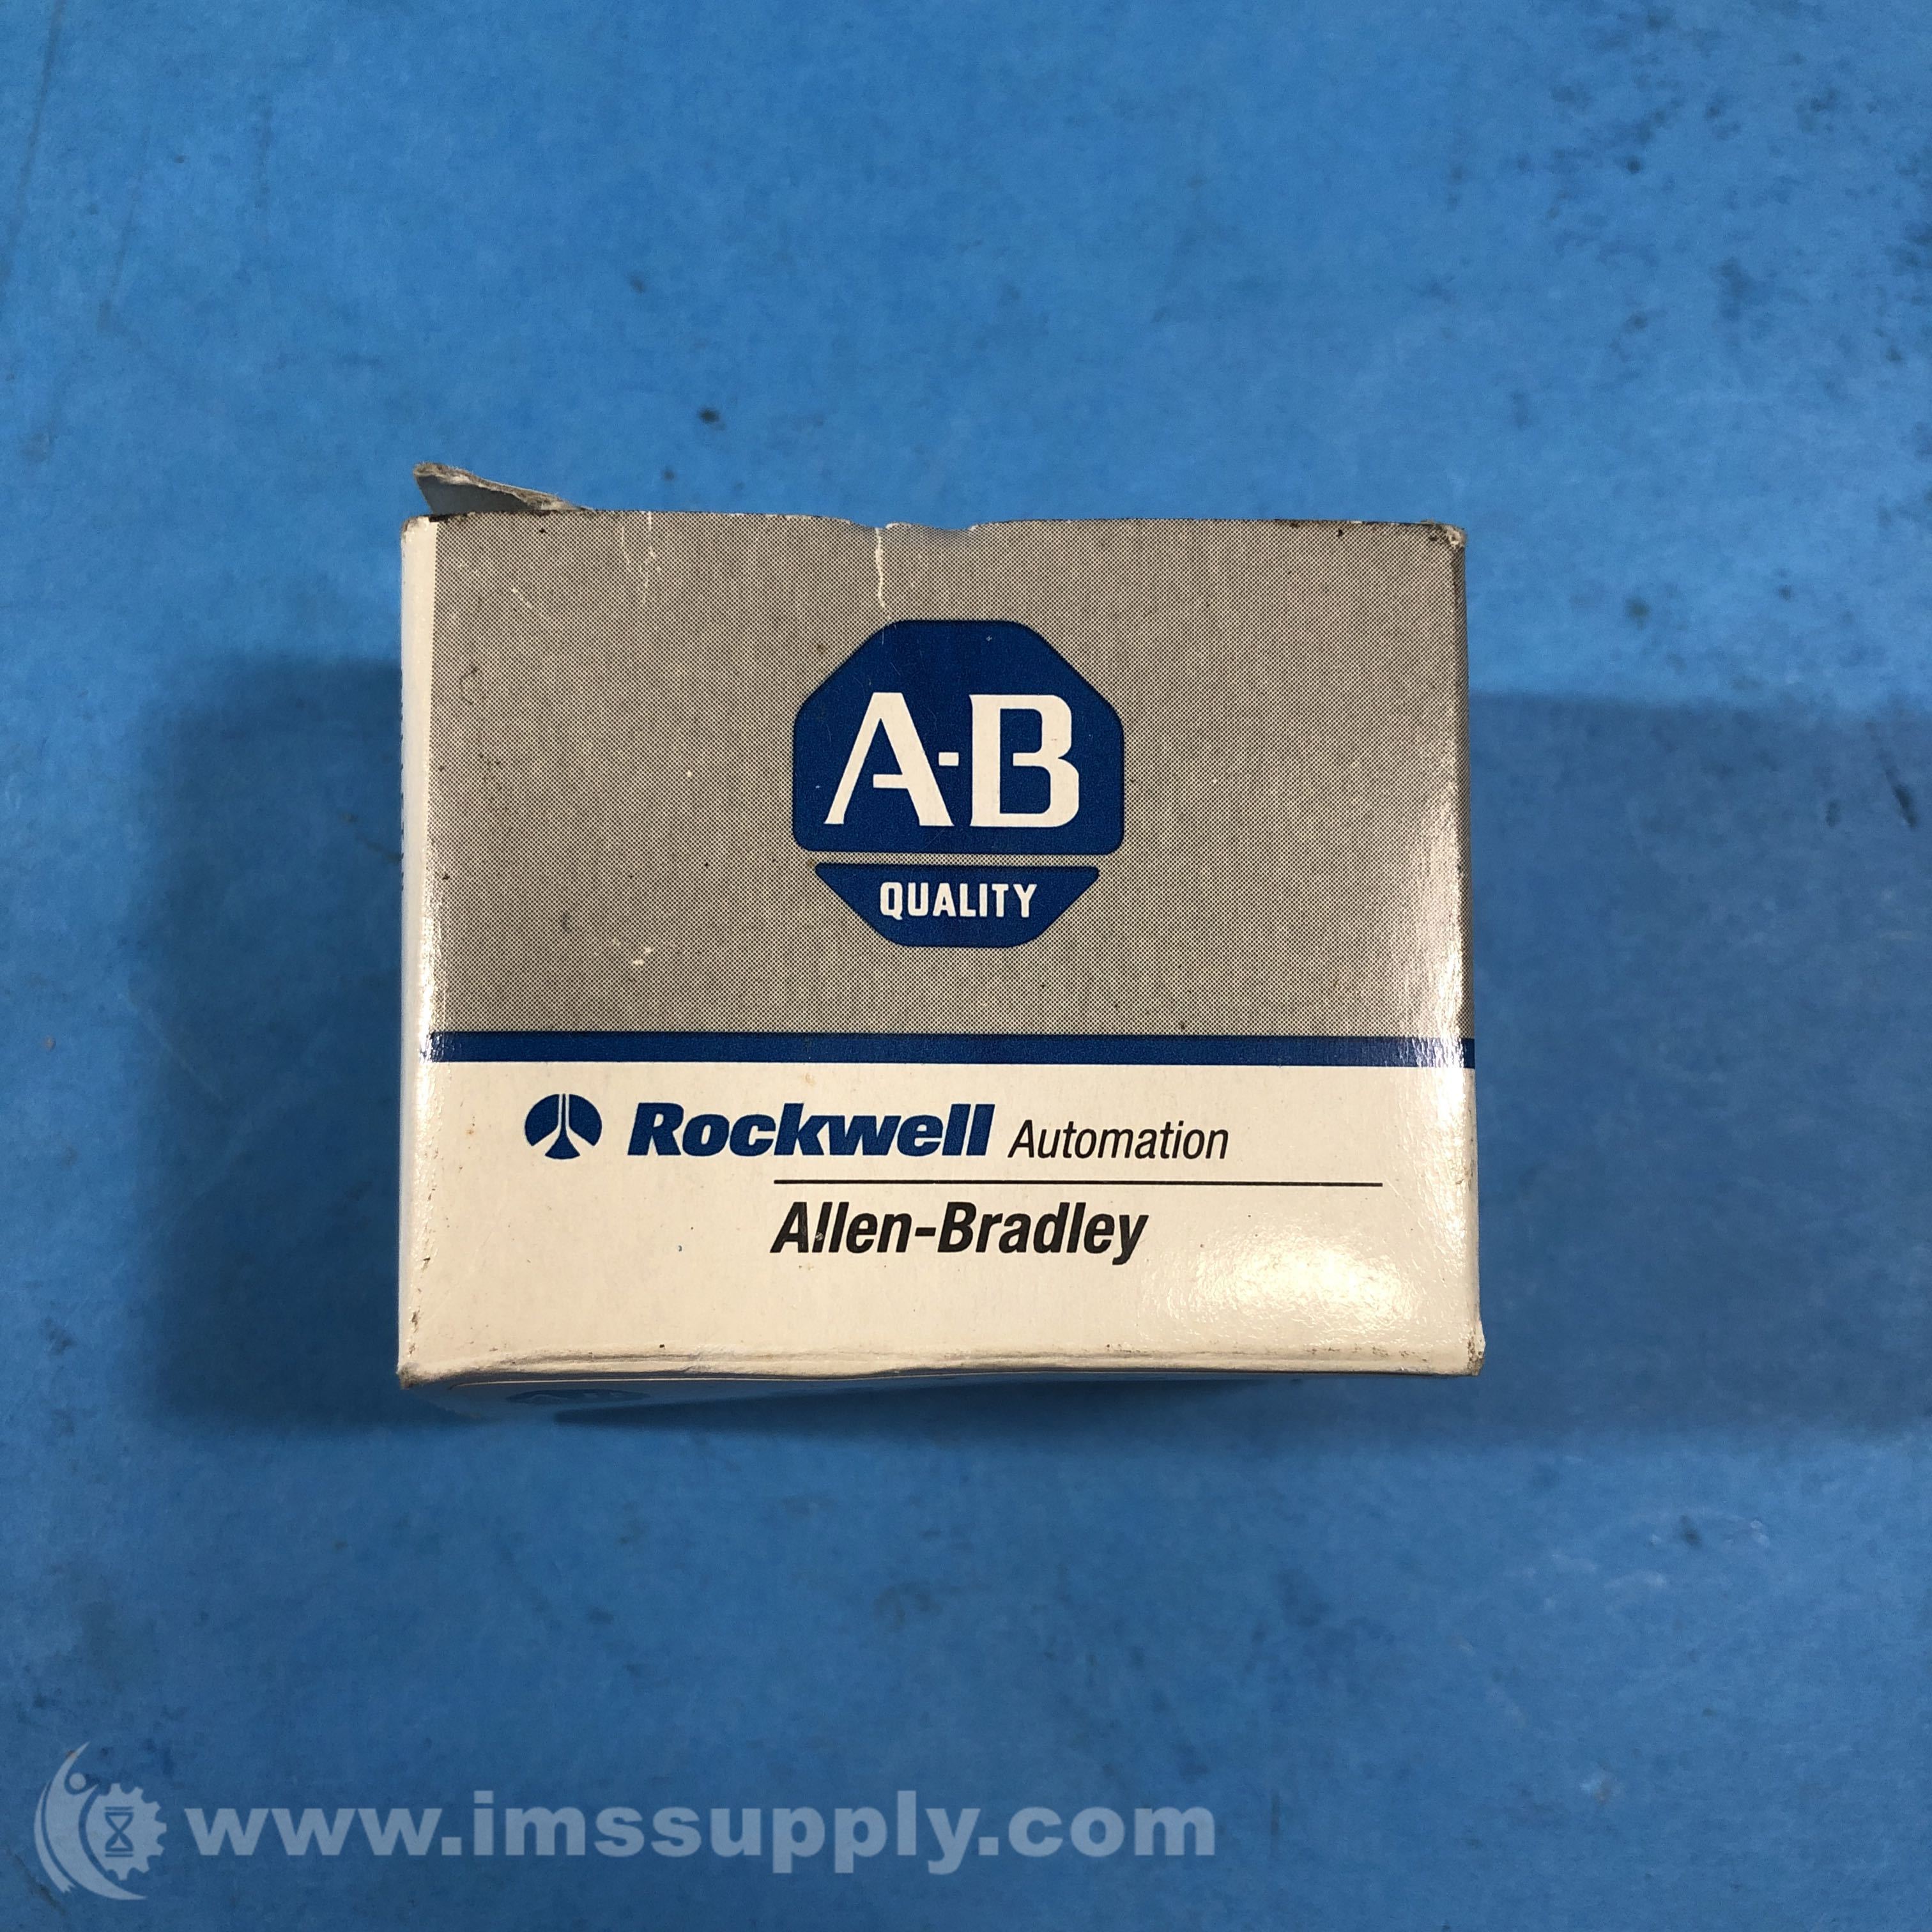 A-B
QUALITY
Rockwell Automation
Allen-Bradley
www.imssupply.com